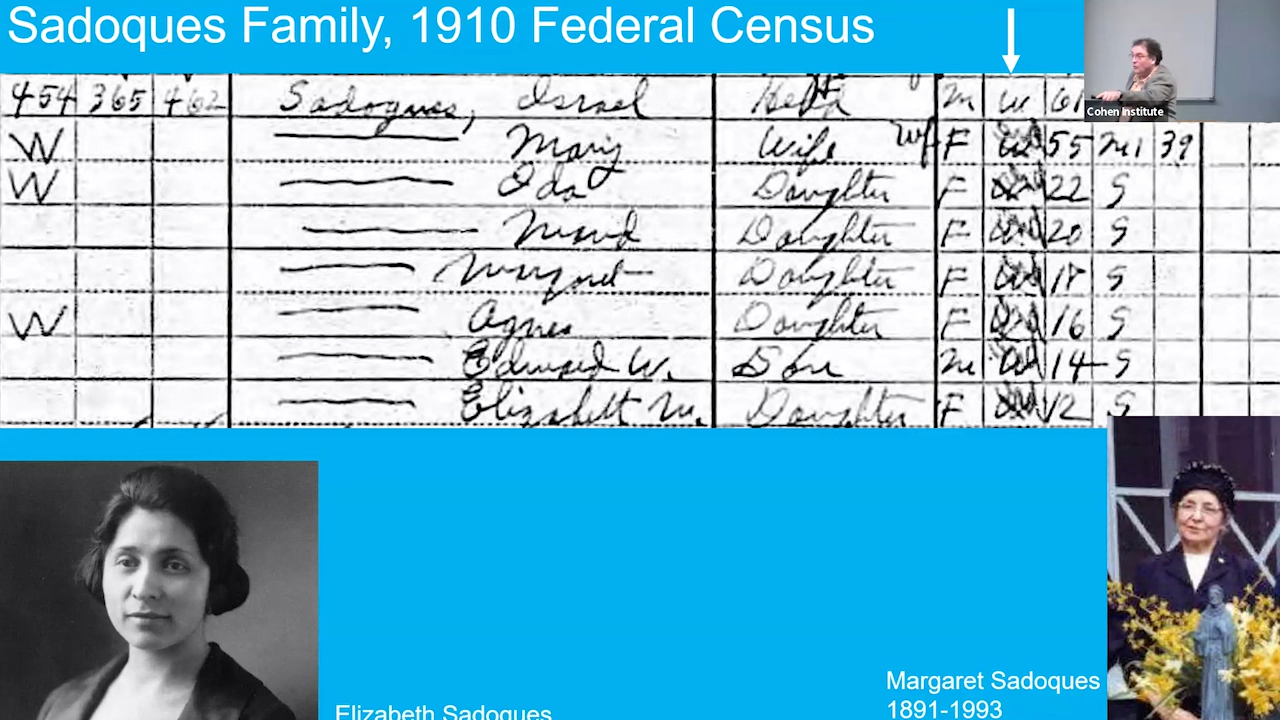 Sadoques Family, 1910 Federal Census
454 365 462 Sadoques, Israel Head M W
W Mary Wife F 55 M1 39
W Ida Daughter F 22 S
Maud Daughter F 20 S
Margaret Daughter F S
W Agnes Daughter F 16 S
Edward W. Son M 14 S
Elizabeth M. Daughter F 12 S
Cohen Institute
Elizabeth Sadoques
Margaret Sadoques
1891-1993